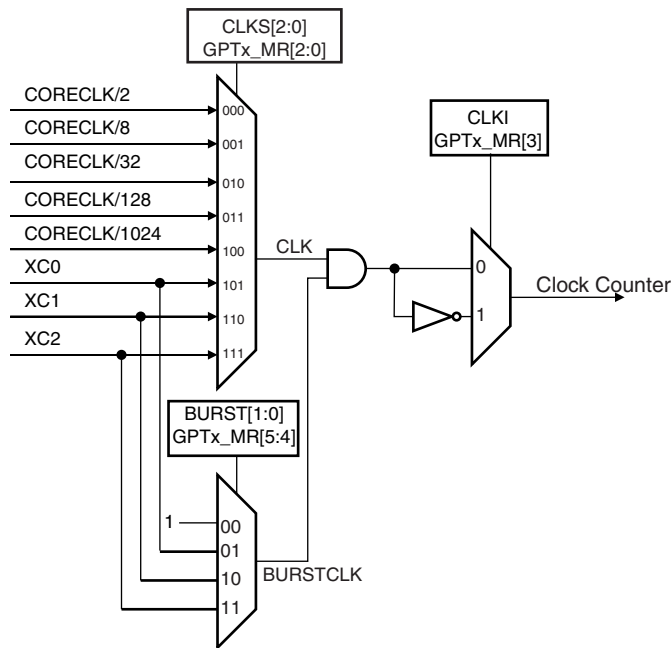 CLKS[2:0]
GPTx_MR[2:0]
CORECLK/2
000
CORECLK/8
001
CORECLK/32
010
CORECLK/128
011
CORECLK/1024
100
XC0
101
XC1
110
XC2
111
CLK
CLKI
GPTx_MR[3]
0
1
Clock Counter
BURST[1:0]
GPTx_MR[5:4]
1
00
01
10
11
BURSTCLK